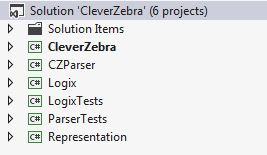 Solution 'CleverZebra' (6 projects)
Solution Items
C# CleverZebra
C# CZParser
C# Logix
C# LogixTests
C# ParserTests
C# Representation